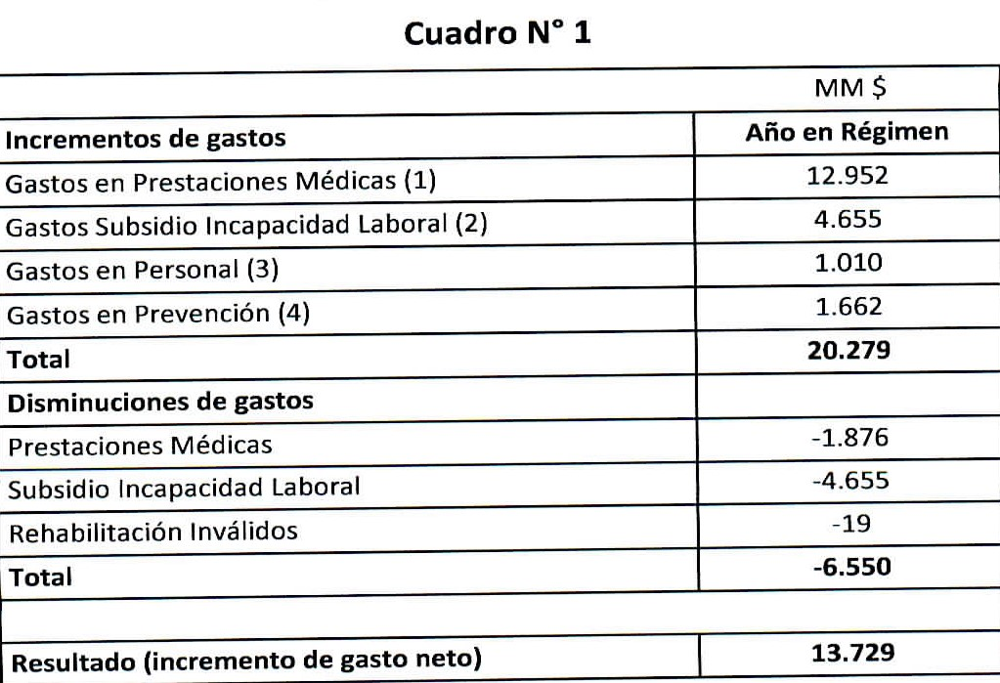 Cuadro N° 1
MM $
Incrementos de gastos Año en Régimen
Gastos en Prestaciones Médicas (1) 12.952
Gastos Subsidio Incapacidad Laboral (2) 4.655
Gastos en Personal (3) 1.010
Gastos en Prevención (4) 1.662
Total 20.279
Disminuciones de gastos
Prestaciones Médicas -1.876
Subsidio Incapacidad Laboral -4.655
Rehabilitación Inválidos -19
Total -6.550
Resultado (incremento de gasto neto) 13.729